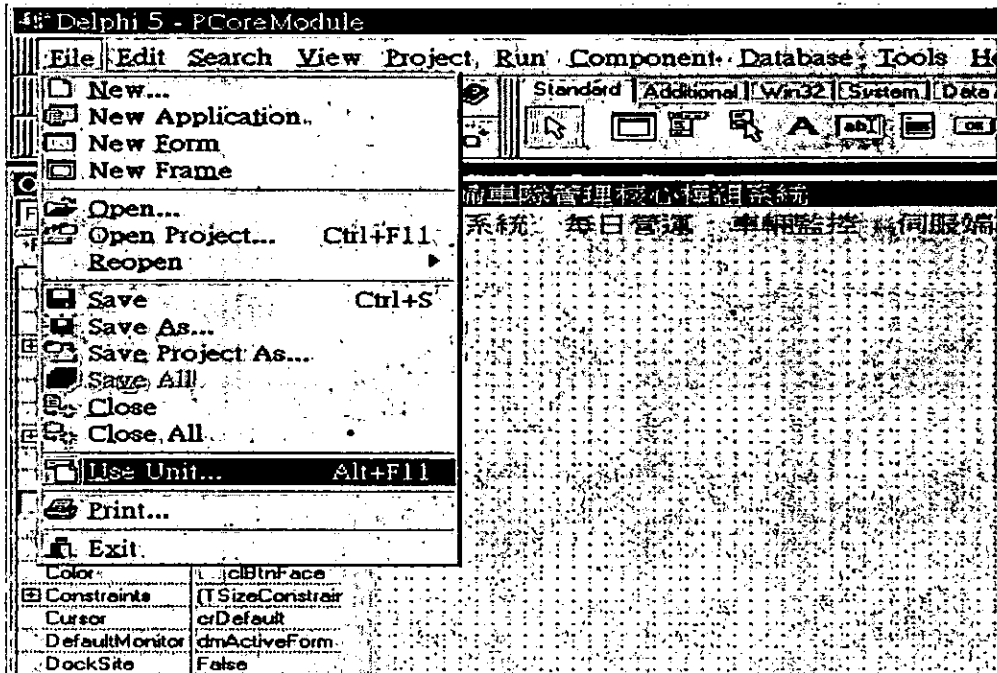 Delphi 5 - PCoreModule
File Edit Search View Project Run Component Database Tools
Standard Additional Win32 System Data
New...
New Application
New Form
New Frame
Open...
Open Project... Ctrl+F11
Reopen
Save Ctrl+S
Save As...
Save Project As...
Save All
Close
Close All
Use Unit... Alt+F11
Print...
Exit
車隊管理核心模組系統
系統 每日營運 車輛監控 伺服端
Color clBtnFace
Constraints (TSizeConstrair
Cursor crDefault
DefaultMonitor dmActiveForm
DockSite False